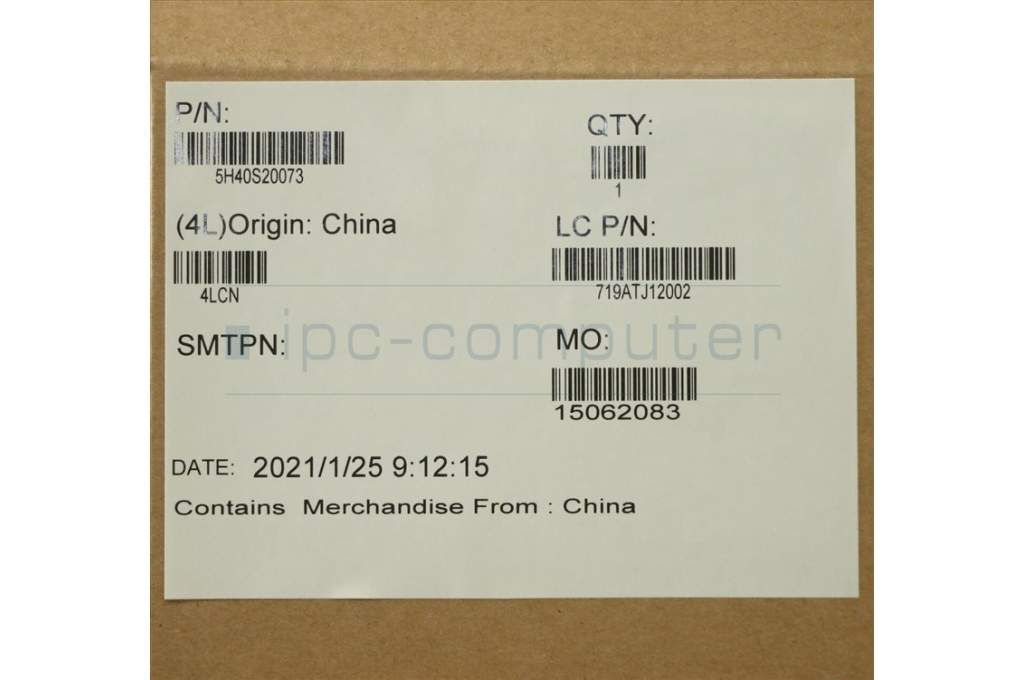 P/N:
5H40S20073
QTY:
1
(4L)Origin: China
4LCN
LC P/N:
719ATJ12002
ipc-computer
SMTPN:
MO:
15062083
DATE: 2021/1/25 9:12:15
Contains Merchandise From : China